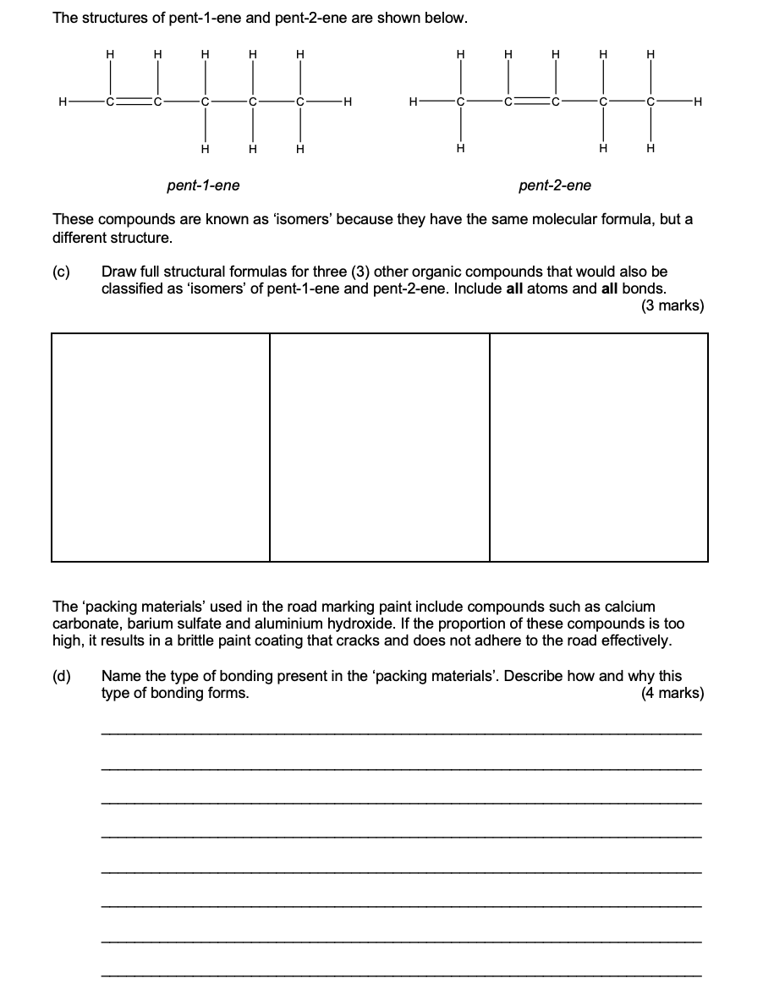 The structures of pent-1-ene and pent-2-ene are shown below.
H H H H H H H H H H
H C C C C C H H C C C C C H
H H H H H H
pent-1-ene pent-2-ene
These compounds are known as ‘isomers’ because they have the same molecular formula, but a
different structure.
(c) Draw full structural formulas for three (3) other organic compounds that would also be
classified as ‘isomers’ of pent-1-ene and pent-2-ene. Include all atoms and all bonds.
(3 marks)
The ‘packing materials’ used in the road marking paint include compounds such as calcium
carbonate, barium sulfate and aluminium hydroxide. If the proportion of these compounds is too
high, it results in a brittle paint coating that cracks and does not adhere to the road effectively.
(d) Name the type of bonding present in the ‘packing materials’. Describe how and why this
type of bonding forms. (4 marks)